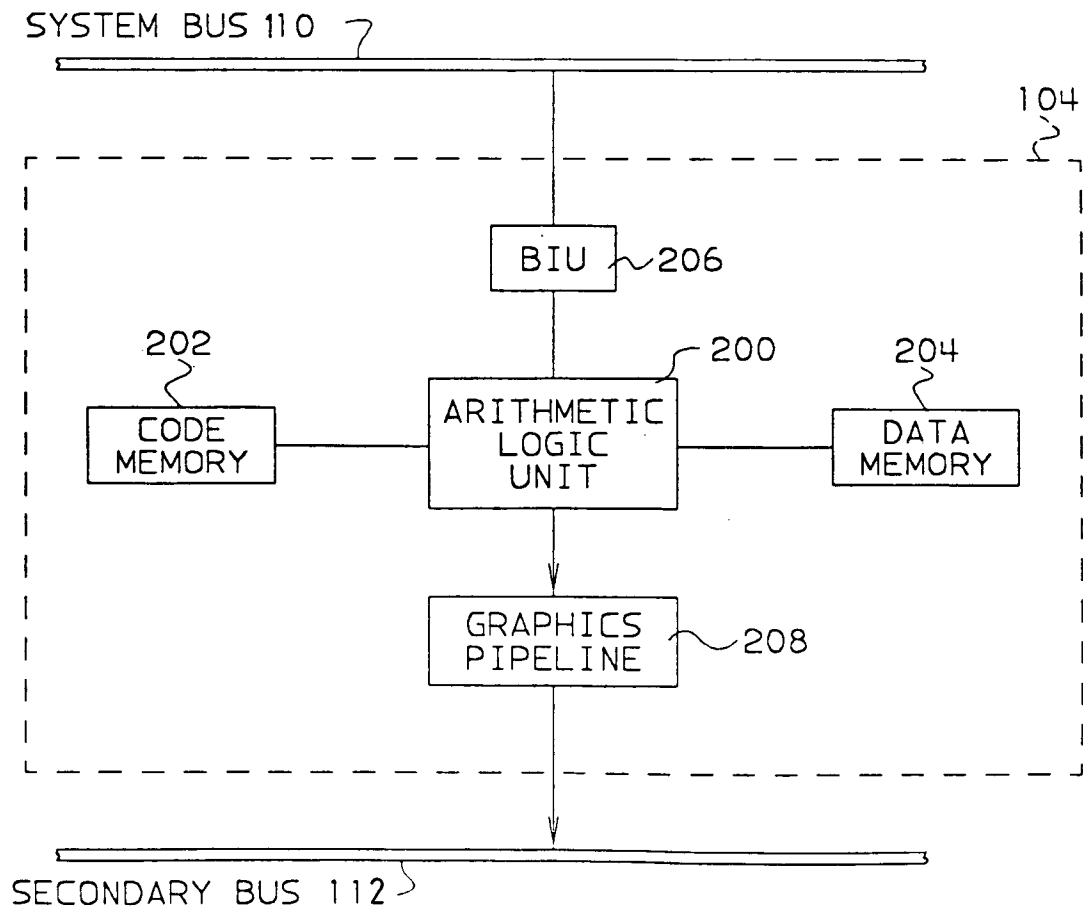 SYSTEM BUS 110
104
BIU
206
202
200
204
CODE
MEMORY
ARITHMETIC
LOGIC
UNIT
DATA
MEMORY
GRAPHICS
PIPELINE
208
SECONDARY BUS 112